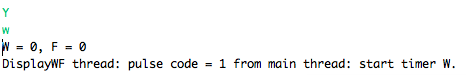 Y
w
W = 0, F = 0
DisplayWF thread: pulse code = 1 from main thread: start timer W.